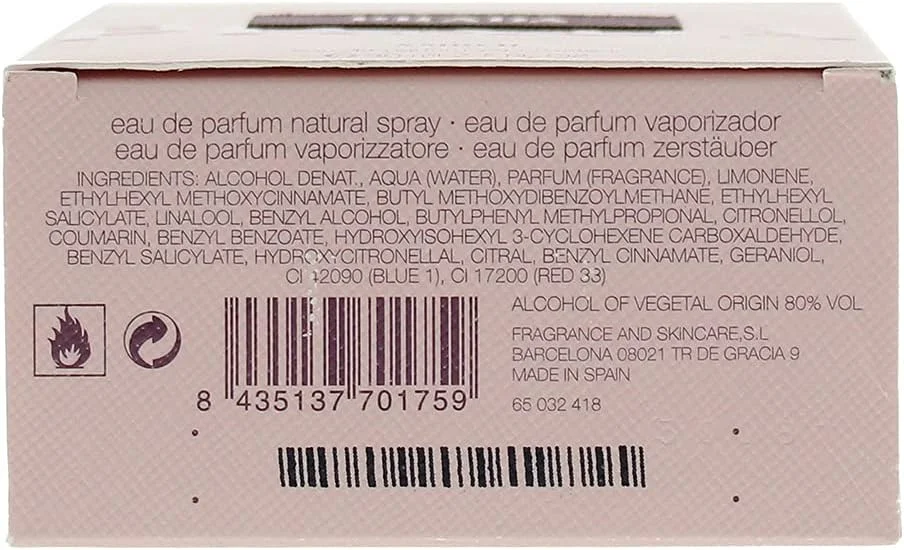 eau de parfum natural spray · eau de parfum vaporizador
eau de parfum vaporizzatore · eau de parfum zerstäuber
INGREDIENTS: ALCOHOL DENAT., AQUA (WATER), PARFUM (FRAGRANCE), LIMONENE,
ETHYLHEXYL METHOXYCINNAMATE, BUTYL METHOXYDIBENZOYLMETHANE, ETHYLHEXYL
SALICYLATE, LINALOOL, BENZYL ALCOHOL, BUTYLPHENYL METHYLPROPIONAL, CITRONELLOL,
COUMARIN, BENZYL BENZOATE, HYDROXYISOHEXYL 3-CYCLOHEXENE CARBOXALDEHYDE,
BENZYL SALICYLATE, HYDROXYCITRONELLAL, CITRAL, BENZYL CINNAMATE, GERANIOL,
CI 42090 (BLUE 1), CI 17200 (RED 33)
ALCOHOL OF VEGETAL ORIGIN 80% VOL
FRAGRANCE AND SKINCARE,S.L
BARCELONA 08021 TR DE GRACIA 9
MADE IN SPAIN
8 435137 701759
65 032 418